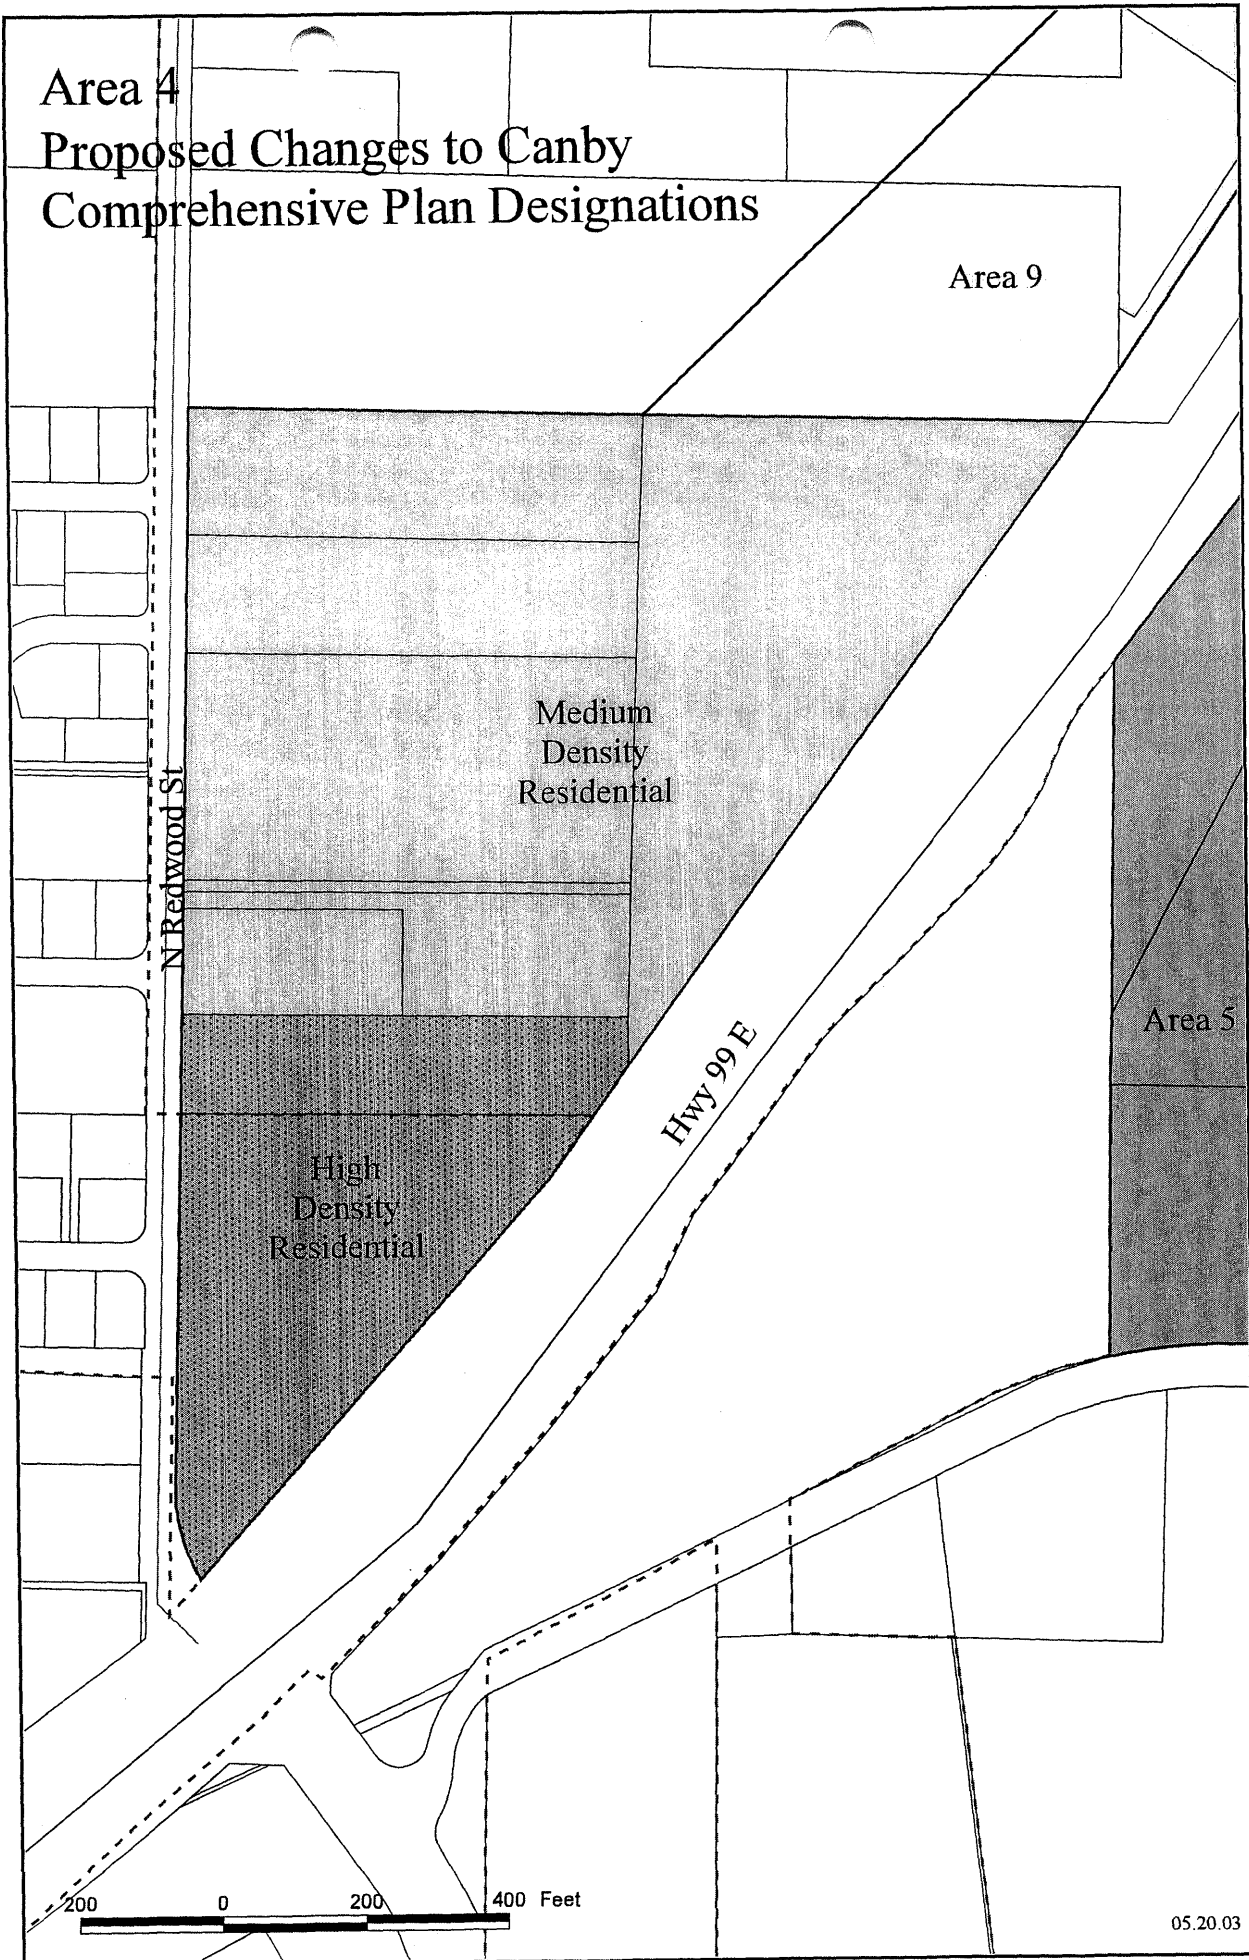 Area 4
Proposed Changes to Canby
Comprehensive Plan Designations
Area 9
Medium
Density
Residential
N Redwood St
Area 5
Hwy 99 E
High
Density
Residential
200 0 200 400 Feet
05.20.03